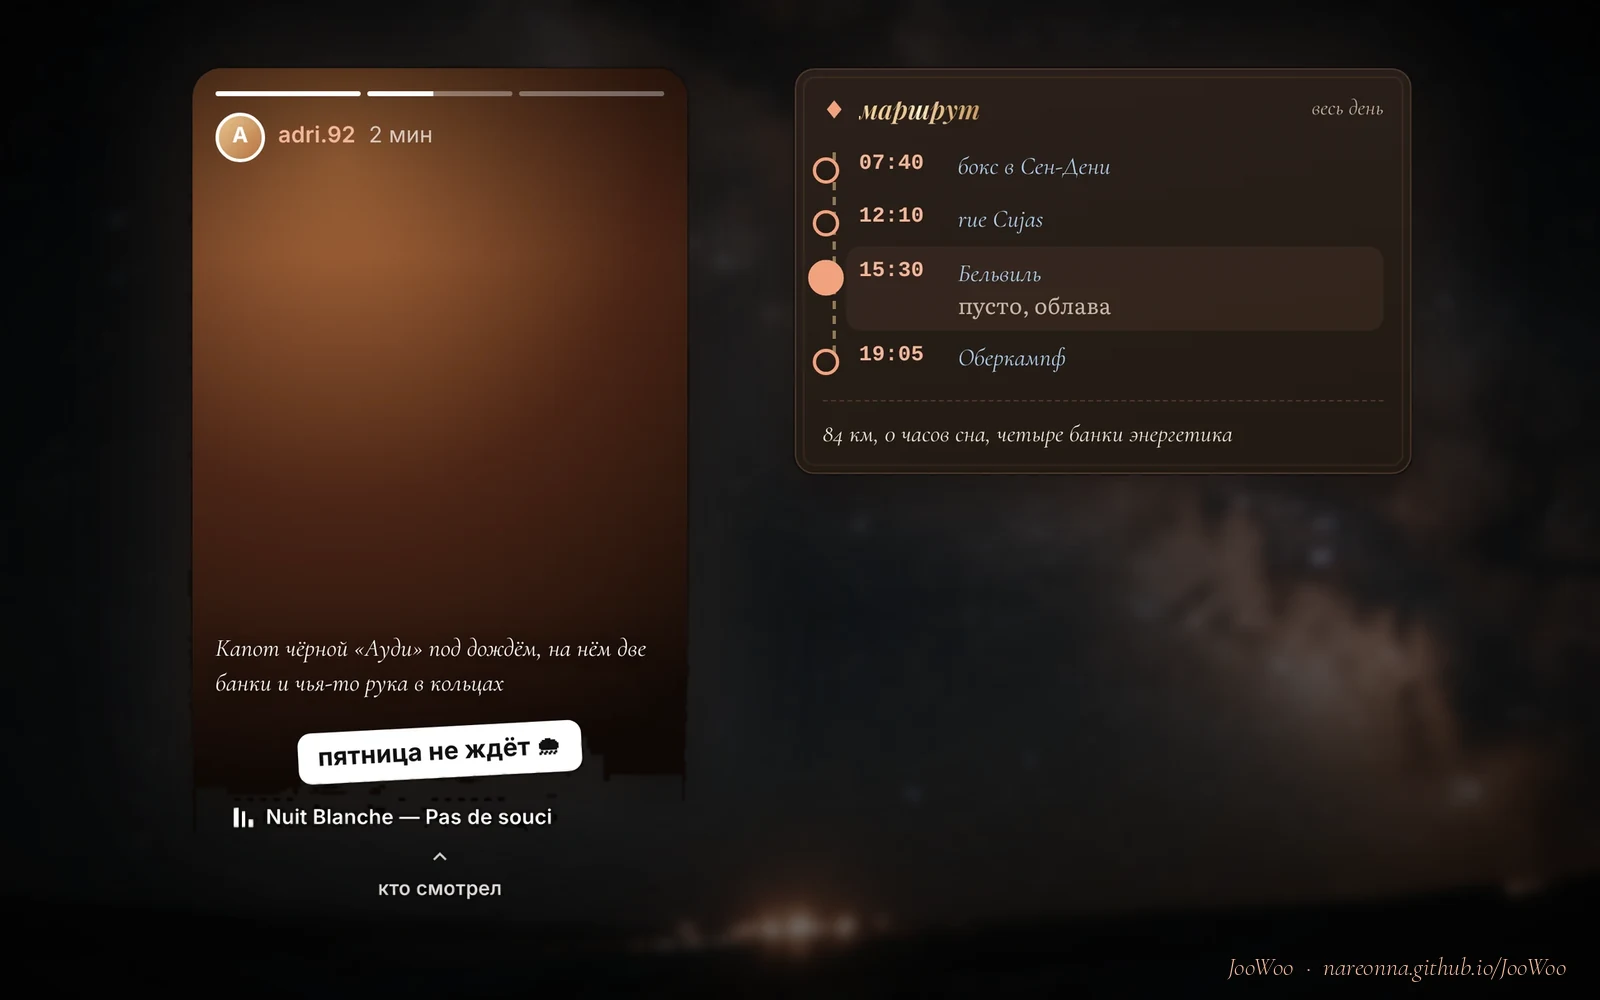 A adri.92 2 мин
Капот чёрной «Ауди» под дождём, на нём две
банки и чья-то рука в кольцах
пятница не ждёт 🌧
Nuit Blanche — Pas de souci
кто смотрел
маршрут весь день
07:40 бокс в Сен-Дени
12:10 rue Cujas
15:30 Бельвиль
пусто, облава
19:05 Оберкампф
84 км, 0 часов сна, четыре банки энергетика
JooWoo · nareonna.github.io/JooWoo